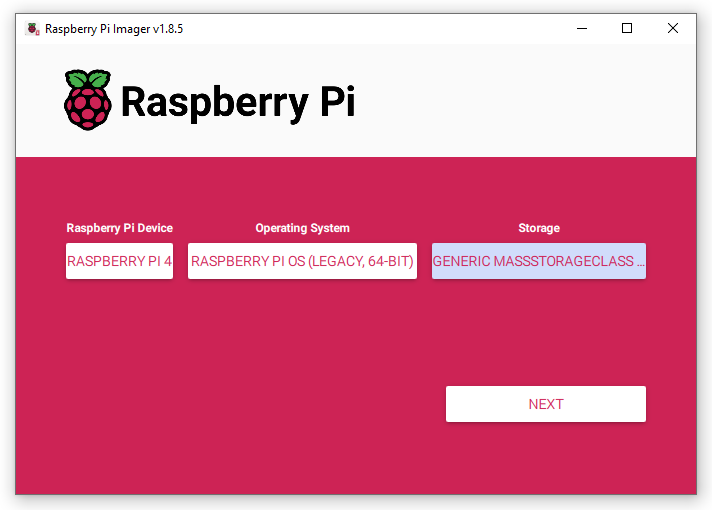 Raspberry Pi Imager v1.8.5
Raspberry Pi
Raspberry Pi Device
Operating System
Storage
RASPBERRY PI 4
RASPBERRY PI OS (LEGACY, 64-BIT)
GENERIC MASSSTORAGECLASS ...
NEXT